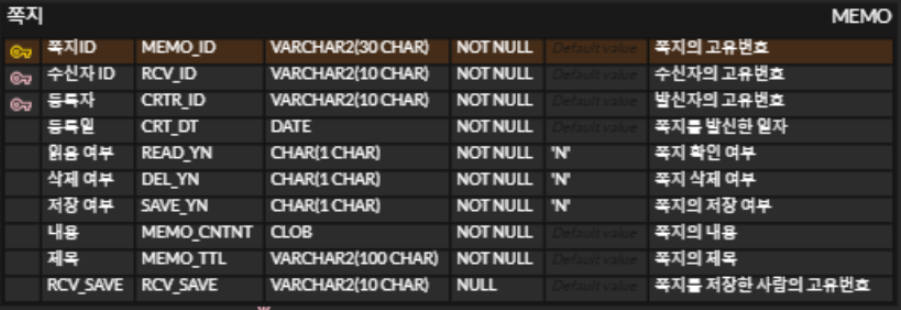 쪽지 MEMO
쪽지ID MEMO_ID VARCHAR2(30 CHAR) NOT NULL Default value 쪽지의 고유번호
수신자 ID RCV_ID VARCHAR2(10 CHAR) NOT NULL Default value 수신자의 고유번호
등록자 CRTR_ID VARCHAR2(10 CHAR) NOT NULL Default value 발신자의 고유번호
등록일 CRT_DT DATE NOT NULL Default value 쪽지를 발신한 일자
읽음 여부 READ_YN CHAR(1 CHAR) NOT NULL 'N' 쪽지 확인 여부
삭제 여부 DEL_YN CHAR(1 CHAR) NOT NULL 'N' 쪽지 삭제 여부
저장 여부 SAVE_YN CHAR(1 CHAR) NOT NULL 'N' 쪽지의 저장 여부
내용 MEMO_CNTNT CLOB NOT NULL Default value 쪽지의 내용
제목 MEMO_TTL VARCHAR2(100 CHAR) NOT NULL Default value 쪽지의 제목
RCV_SAVE RCV_SAVE VARCHAR2(10 CHAR) NULL Default value 쪽지를 저장한 사람의 고유번호